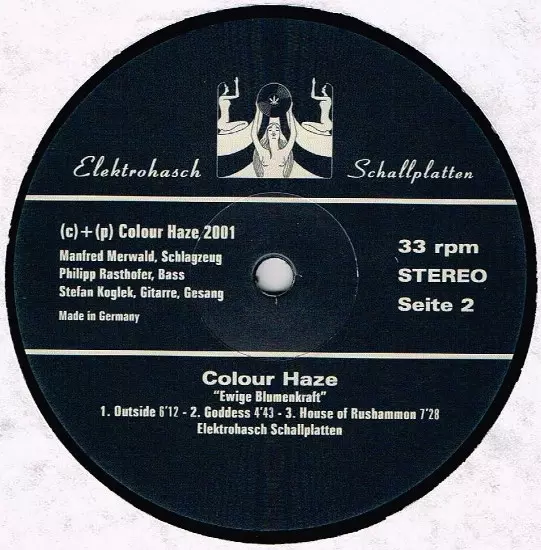 Elektrohasch Schallplatten
(c)+(p) Colour Haze 2001
Manfred Merwald, Schlagzeug
Philipp Rasthofer, Bass
Stefan Koglek, Gitarre, Gesang
Made in Germany
33 rpm
STEREO
Seite 2
Colour Haze
"Ewige Blumenkraft"
1. Outside 6'12 - 2. Goddess 4'43 - 3. House of Rushammon 7'28
Elektrohasch Schallplatten